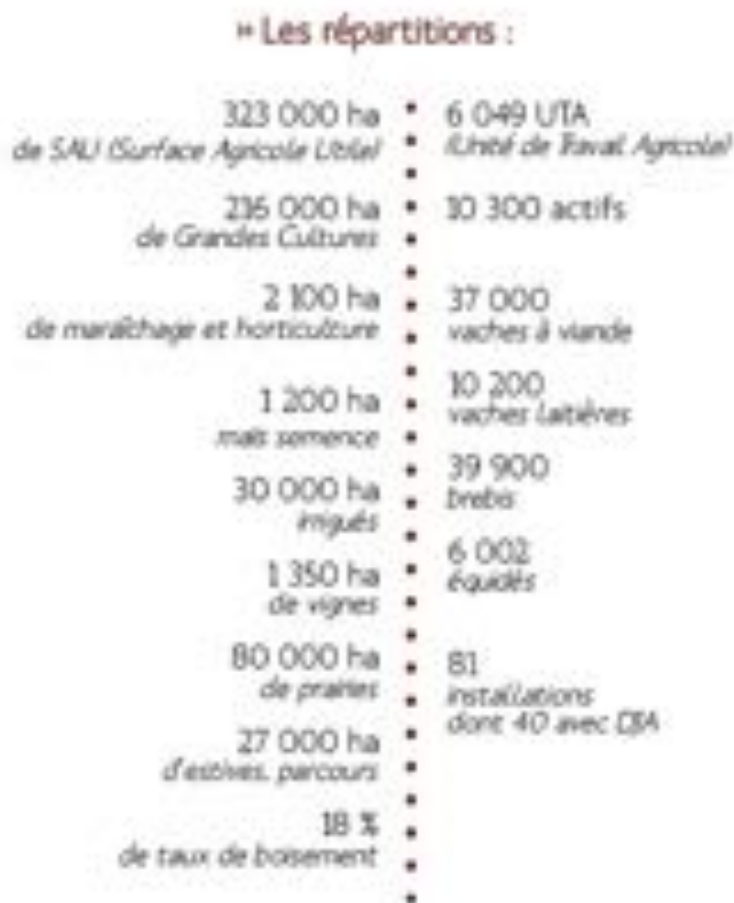 » Les répartitions :
323 000 ha
de SAU (Surface Agricole Utile)
216 000 ha
de Grandes Cultures
2 100 ha
de maraîchage et horticulture
1 200 ha
maïs semence
30 000 ha
irrigués
1 350 ha
de vignes
80 000 ha
de prairies
27 000 ha
d'estives, parcours
18 %
de taux de boisement
6 049 UTA
(Unité de Travail Agricole)
10 300 actifs
37 000
vaches à viande
10 200
vaches laitières
39 900
brebis
6 002
équidés
81
installations
dont 40 avec DJA